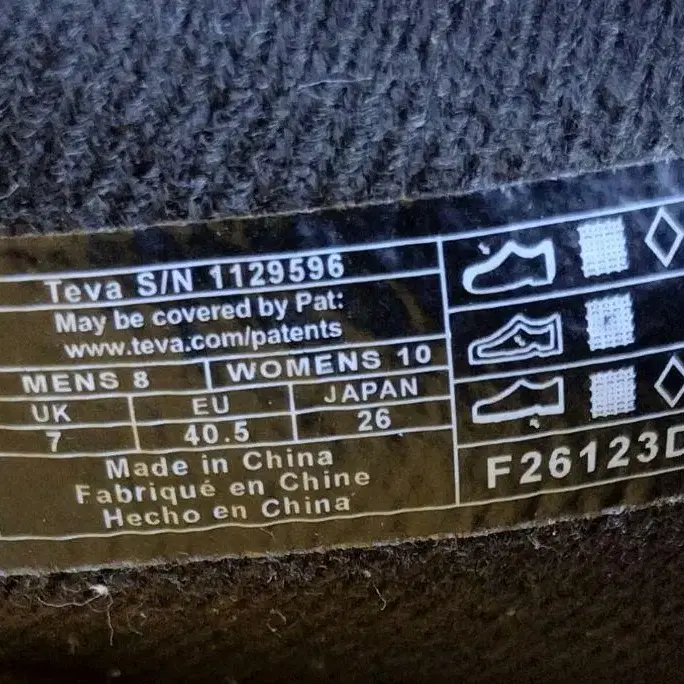 Teva S/N 1129596
May be covered by Pat:
www.teva.com/patents
MENS 8 WOMENS 10
UK EU JAPAN
7 40.5 26
Made in China
Fabriqué en Chine
Hecho en China
F26123D